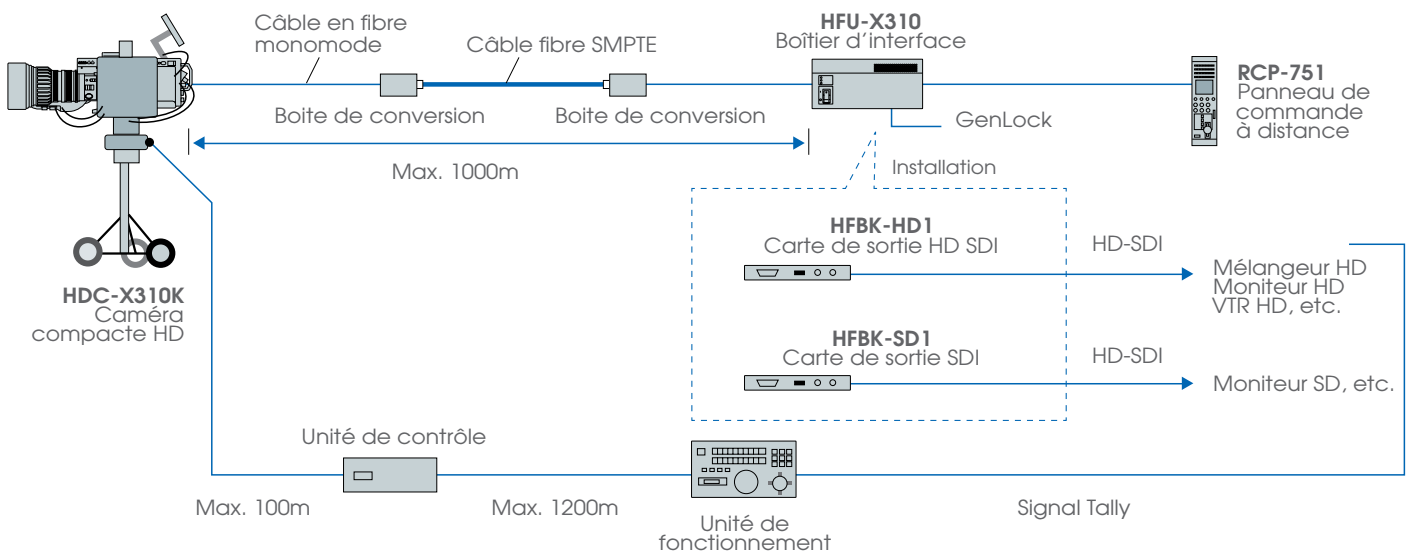 Câble en fibre
monomode
Câble fibre SMPTE
HFU-X310
Boîtier d'interface
RCP-751
Panneau de
commande
à distance
Boite de conversion
Boite de conversion
GenLock
Max. 1000m
Installation
HDC-X310K
Caméra
compacte HD
HFBK-HD1
Carte de sortie HD SDI
HD-SDI
Mélangeur HD
Moniteur HD
VTR HD, etc.
HFBK-SD1
Carte de sortie SDI
HD-SDI
Moniteur SD, etc.
Unité de contrôle
Max. 100m
Max. 1200m
Unité de
fonctionnement
Signal Tally